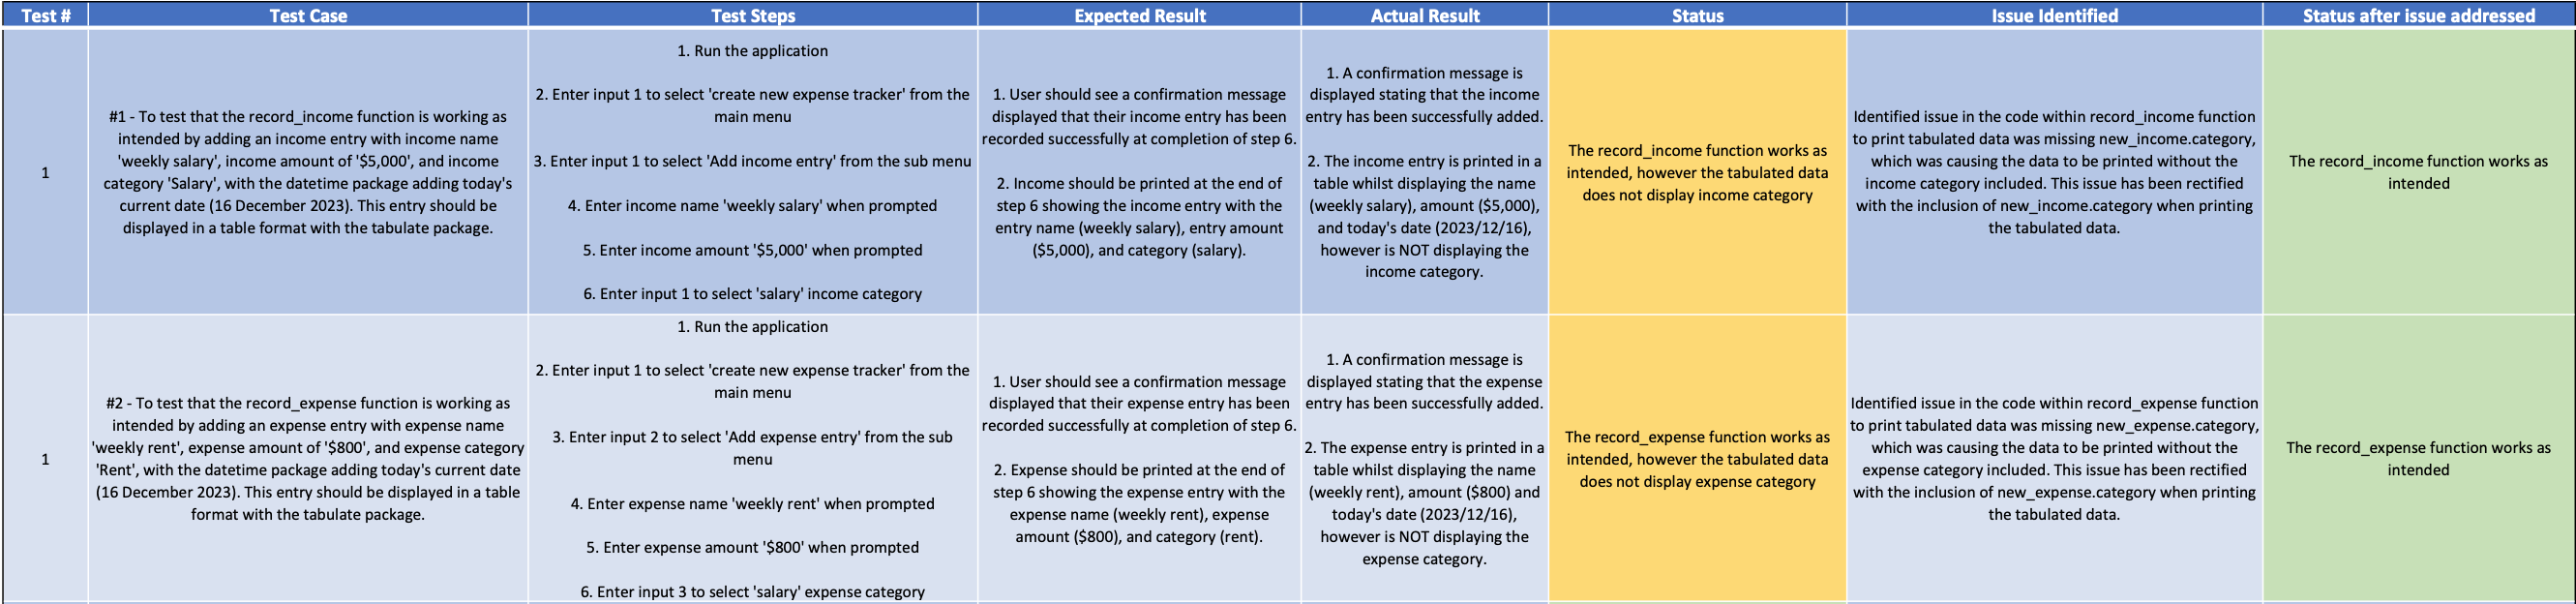 Test #
Test Case
Test Steps
Expected Result
Actual Result
Status
Issue Identified
Status after issue addressed
1
#1 - To test that the record_income function is working as
intended by adding an income entry with income name
'weekly salary', income amount of '$5,000', and income
category 'Salary', with the datetime package adding today's
current date (16 December 2023). This entry should be
displayed in a table format with the tabulate package.
1. Run the application
2. Enter input 1 to select 'create new expense tracker' from the
main menu
3. Enter input 1 to select 'Add income entry' from the sub menu
4. Enter income name 'weekly salary' when prompted
5. Enter income amount '$5,000' when prompted
6. Enter input 1 to select 'salary' income category
1. User should see a confirmation message
displayed that their income entry has been
recorded successfully at completion of step 6.
2. Income should be printed at the end of
step 6 showing the income entry with the
entry name (weekly salary), entry amount
($5,000), and category (salary).
1. A confirmation message is
displayed stating that the income
entry has been successfully added.
2. The income entry is printed in a
table whilst displaying the name
(weekly salary), amount ($5,000),
and today's date (2023/12/16),
however is NOT displaying the
income category.
The record_income function works as
intended, however the tabulated data
does not display income category
Identified issue in the code within record_income function
to print tabulated data was missing new_income.category,
which was causing the data to be printed without the
income category included. This issue has been rectified
with the inclusion of new_income.category when printing
the tabulated data.
The record_income function works as
intended
1
#2 - To test that the record_expense function is working as
intended by adding an expense entry with expense name
'weekly rent', expense amount of '$800', and expense category
'Rent', with the datetime package adding today's current date
(16 December 2023). This entry should be displayed in a table
format with the tabulate package.
1. Run the application
2. Enter input 1 to select 'create new expense tracker' from the
main menu
3. Enter input 2 to select 'Add expense entry' from the sub
menu
4. Enter expense name 'weekly rent' when prompted
5. Enter expense amount '$800' when prompted
6. Enter input 3 to select 'salary' expense category
1. User should see a confirmation message
displayed that their expense entry has been
recorded successfully at completion of step 6.
2. Expense should be printed at the end of
step 6 showing the expense entry with the
expense name (weekly rent), expense
amount ($800), and category (rent).
1. A confirmation message is
displayed stating that the expense
entry has been successfully added.
2. The expense entry is printed in a
table whilst displaying the name
(weekly rent), amount ($800) and
today's date (2023/12/16),
however is NOT displaying the
expense category.
The record_expense function works as
intended, however the tabulated data
does not display expense category
Identified issue in the code within record_expense function
to print tabulated data was missing new_expense.category,
which was causing the data to be printed without the
expense category included. This issue has been rectified
with the inclusion of new_expense.category when printing
the tabulated data.
The record_expense function works as
intended